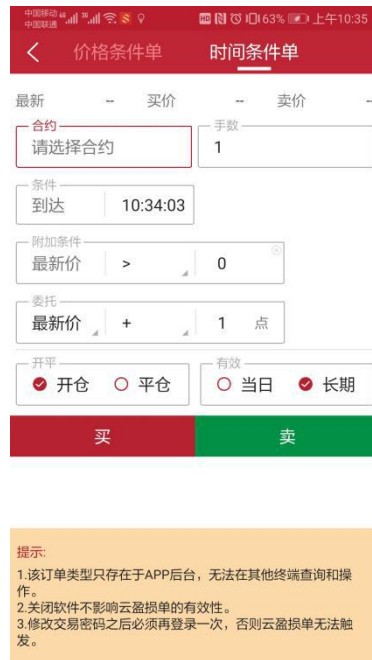 中国移动 46 36 HD 63% 上午10:35
中国联通
价格条件单 时间条件单
最新 -- 买价 -- 卖价 --
合约 手数
请选择合约 1
条件
到达 10:34:03
附加条件
最新价 > 0
委托
最新价 + 1 点
开平 有效
开仓 平仓 当日 长期
买 卖
提示:
1.该订单类型只存在于APP后台，无法在其他终端查询和操
作。
2.关闭软件不影响云盈损单的有
效性。
3.修改交易密码之后必须再登录一次，否则云盈损单无法触
发。